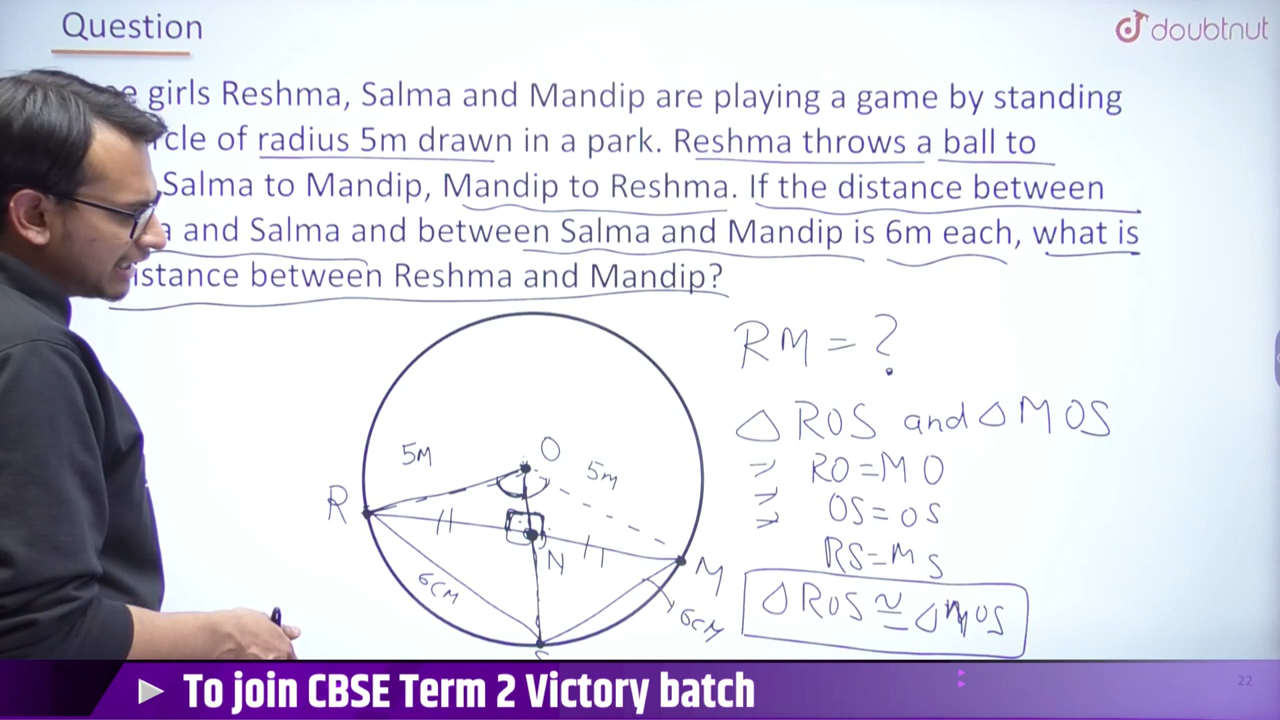 Question
doubtnut
girls Reshma, Salma and Mandip are playing a game by standing
of radius 5m drawn in a park. Reshma throws a ball to
Salma to Mandip, Mandip to Reshma. If the distance between
and Salma and between Salma and Mandip is 6m each, what is
istance between Reshma and Mandip?
RM = ?
△ ROS and △ MOS
RO = MO
OS = OS
RS = MS
△ ROS ≅ △ MOS
O
5M
5m
R
N
M
6CM
6CM
S
To join CBSE Term 2 Victory batch
22